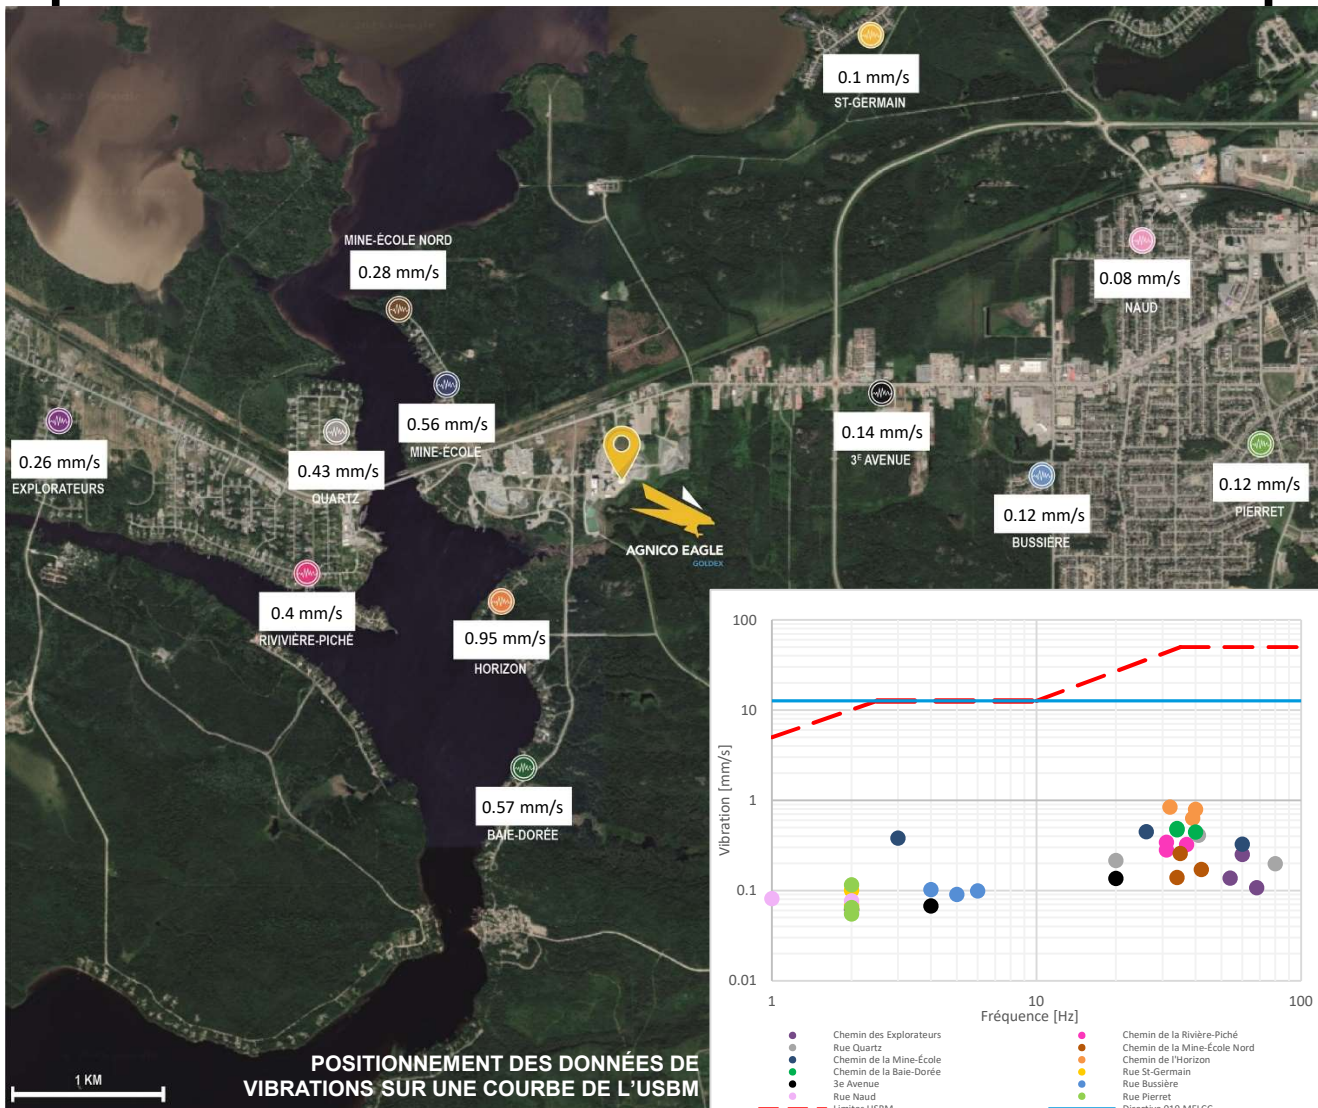 0.1 mm/s
ST-GERMAIN
MINE-ÉCOLE NORD
0.28 mm/s
0.08 mm/s
NAUD
0.56 mm/s
MINE-ÉCOLE
0.26 mm/s
EXPLORATEURS
0.43 mm/s
QUARTZ
0.14 mm/s
3E AVENUE
0.12 mm/s
PIERRET
0.12 mm/s
BUSSIÈRE
AGNICO EAGLE
GOLDEX
0.4 mm/s
RIVIVIÈRE-PICHÉ
0.95 mm/s
HORIZON
0.57 mm/s
BAIE-DORÉE
100
10
1
0.1
0.01
Vibration [mm/s]
1
10
100
Fréquence [Hz]
Chemin des Explorateurs
Chemin de la Rivière-Piché
Rue Quartz
Chemin de la Mine-École Nord
Chemin de la Mine-École
Chemin de l'Horizon
Chemin de la Baie-Dorée
Rue St-Germain
3e Avenue
Rue Bussière
Rue Naud
Rue Pierret
Limites USBM
Directive 019 MELCC
POSITIONNEMENT DES DONNÉES DE
VIBRATIONS SUR UNE COURBE DE L'USBM
1 KM